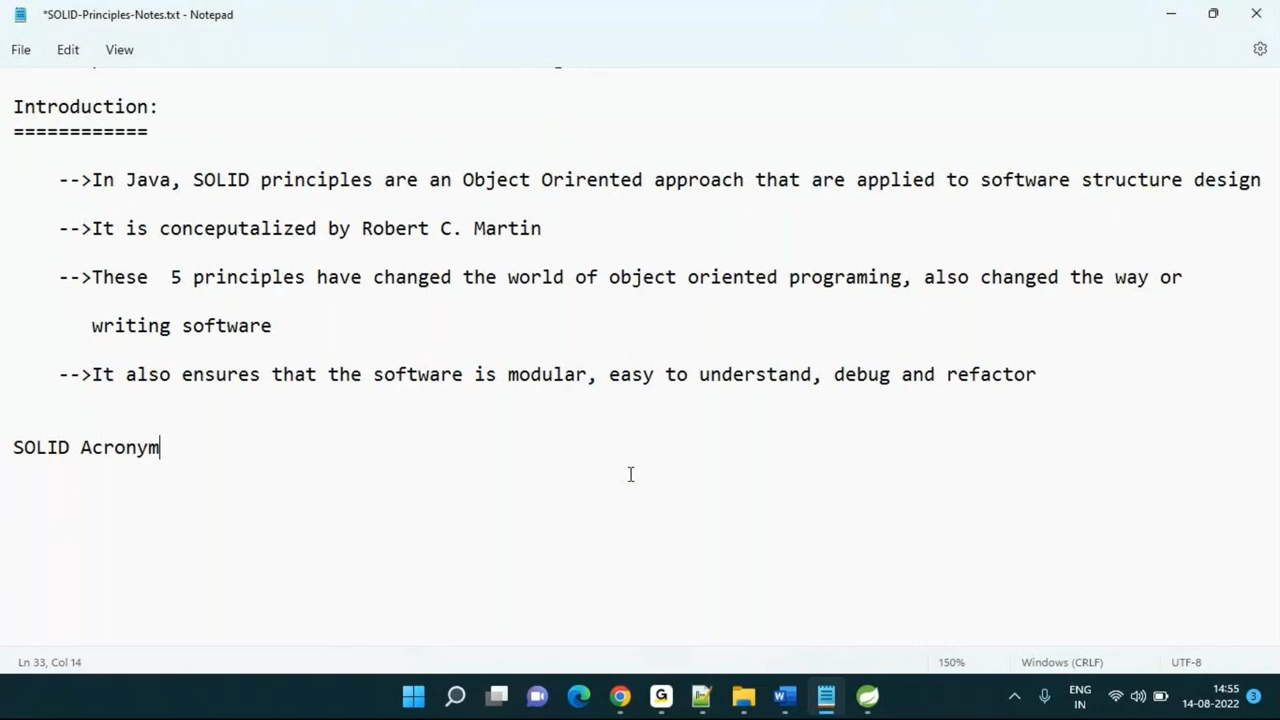 *SOLID-Principles-Notes.txt - Notepad
File Edit View
Introduction:
============
-->In Java, SOLID principles are an Object Orirented approach that are applied to software structure design
-->It is conceputalized by Robert C. Martin
-->These  5 principles have changed the world of object oriented programing, also changed the way or
writing software
-->It also ensures that the software is modular, easy to understand, debug and refactor
SOLID Acronym
Ln 33, Col 14 150% Windows (CRLF) UTF-8
ENG 14:55
IN 14-08-2022 3